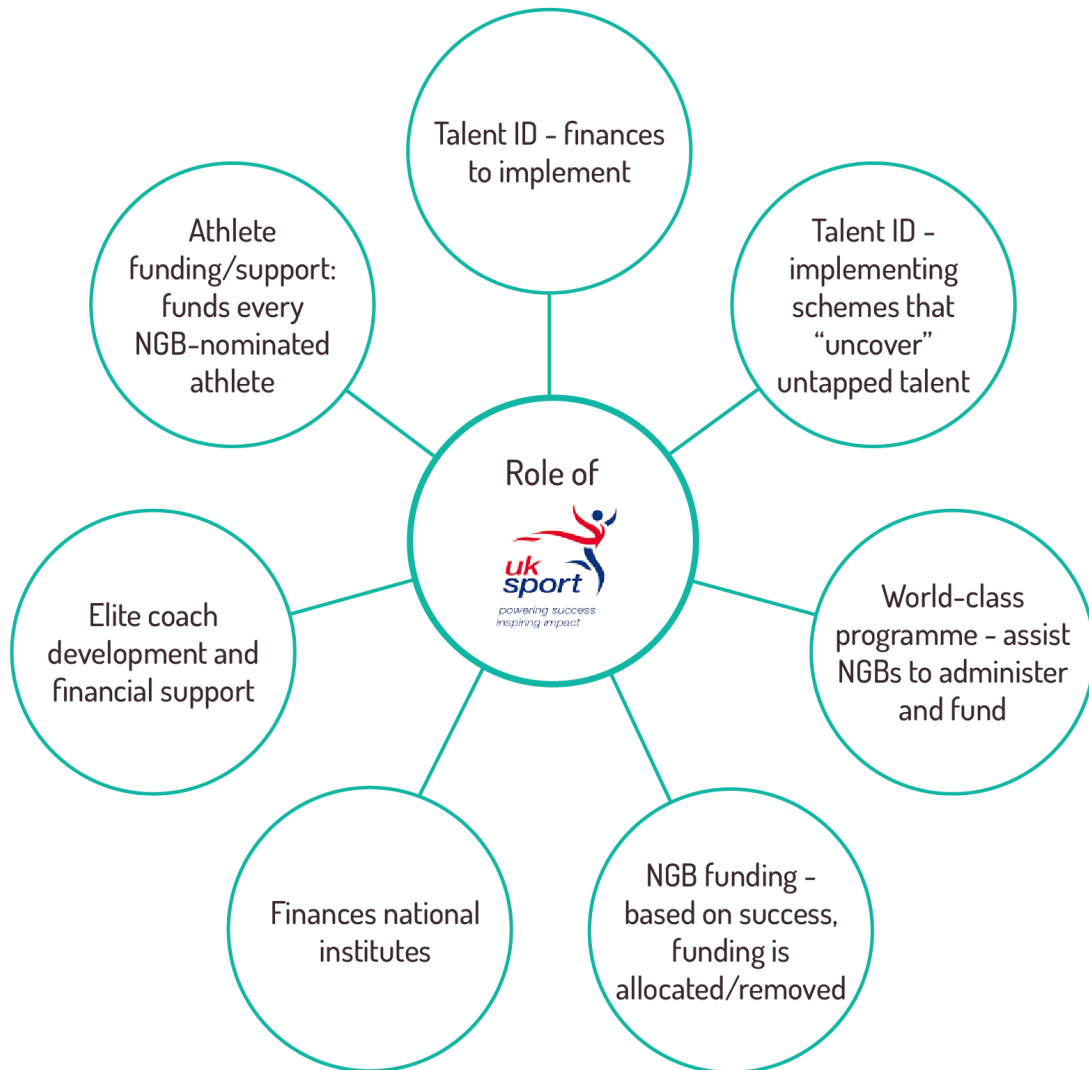 Role of
uk
sport
powering success
inspiring impact
Talent ID - finances
to implement
Talent ID -
implementing
schemes that
“uncover”
untapped talent
World-class
programme - assist
NGBs to administer
and fund
NGB funding -
based on success,
funding is
allocated/removed
Finances national
institutes
Elite coach
development and
financial support
Athlete
funding/support:
funds every
NGB-nominated
athlete